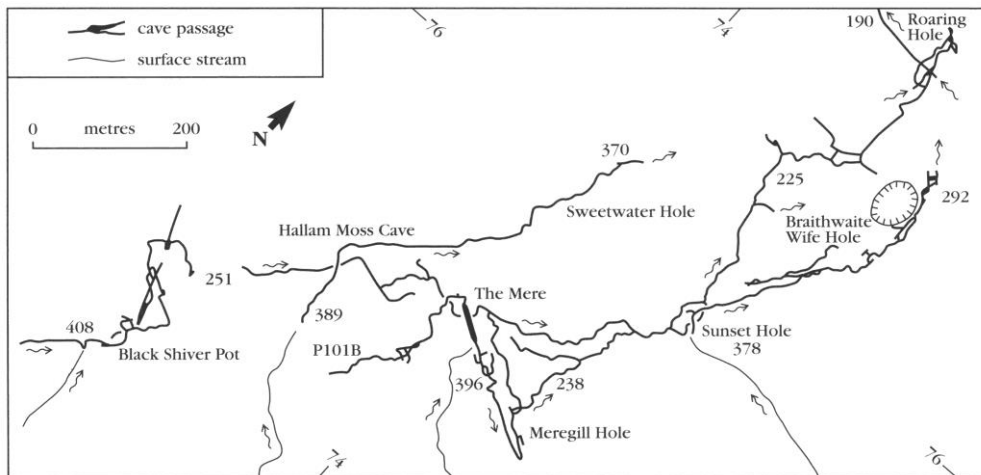 cave passage
surface stream
0 metres 200
N
76
74
190
Roaring
Hole
370
225
292
Sweetwater Hole
Braithwaite
Wife Hole
Hallam Moss Cave
251
The Mere
408
389
Sunset Hole
378
Black Shiver Pot
P101B
396
238
Meregill Hole
74
76